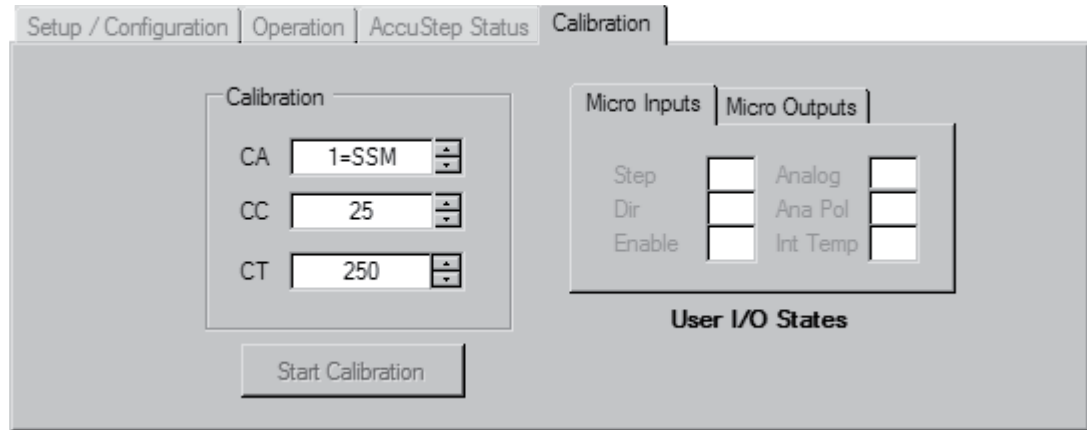 Setup / Configuration Operation AccuStep Status Calibration
Calibration
CA 1=SSM
CC 25
CT 250
Start Calibration
Micro Inputs Micro Outputs
Step Analog
Dir Ana Pol
Enable Int Temp
User I/O States